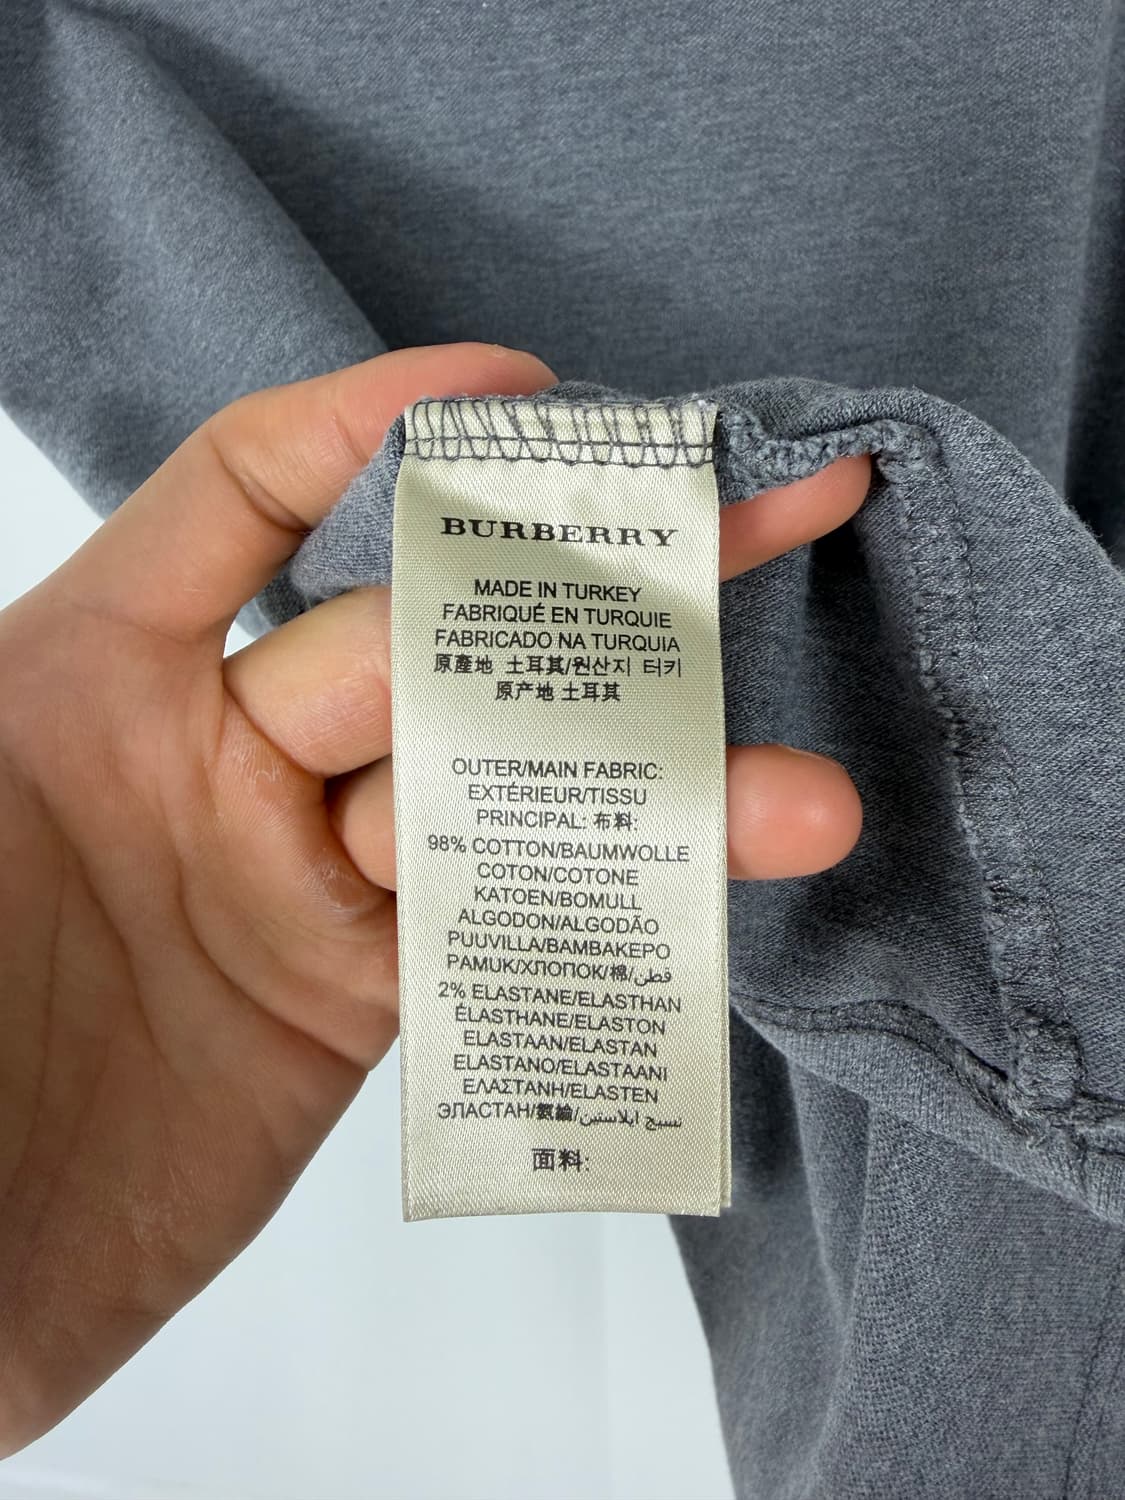 BURBERRY
MADE IN TURKEY
FABRIQUÉ EN TURQUIE
FABRICADO NA TURQUIA
原產地 土耳其/원산지 터키
原产地 土耳其
OUTER/MAIN FABRIC:
EXTÉRIEUR/TISSU
PRINCIPAL: 布料:
98% COTTON/BAUMWOLLE
COTON/COTONE
KATOEN/BOMULL
ALGODON/ALGODÃO
PUUVILLA/ΒΑΜΒΑΚΕΡΟ
PAMUK/ХЛОПОК/棉/قطن
2% ELASTANE/ELASTHAN
ÉLASTHANE/ELASTON
ELASTAAN/ELASTAN
ELASTANO/ELASTAANI
ΕΛΑΣΤΑΝΗ/ELASTEN
ЭЛАСТАН/氨綸/نسيج ايلاستين
面料: